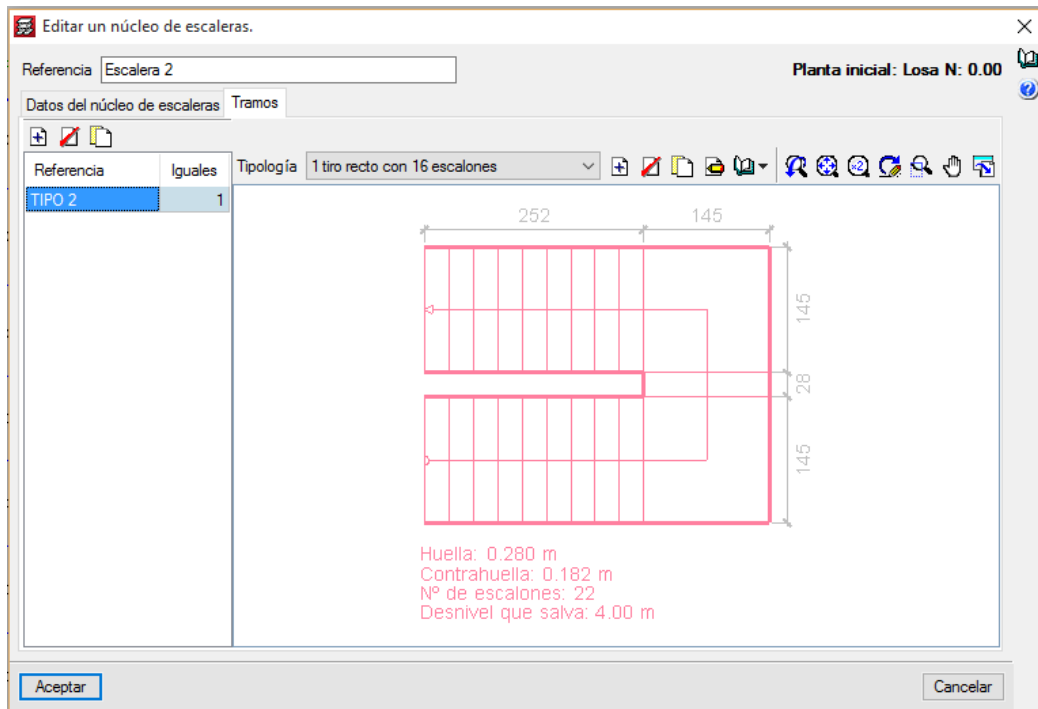 Editar un núcleo de escaleras.
Referencia Escalera 2
Planta inicial: Losa N: 0.00
Datos del núcleo de escaleras Tramos
Referencia Iguales
TIPO 2 1
Tipología 1 tiro recto con 16 escalones
x2
252 145
145
28
145
Huella: 0.280 m
Contrahuella: 0.182 m
Nº de escalones: 22
Desnivel que salva: 4.00 m
Aceptar Cancelar